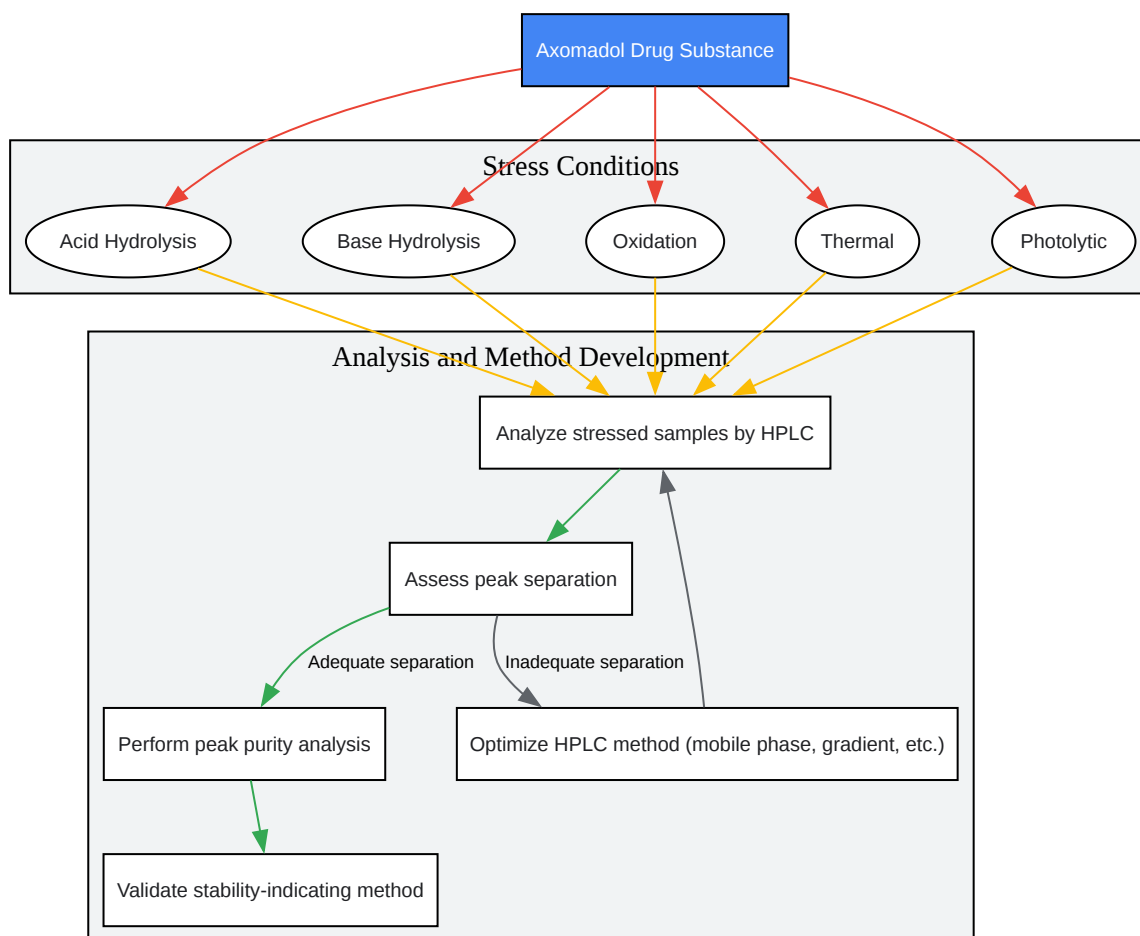 Axomadol Drug Substance
Stress Conditions
Acid Hydrolysis
Base Hydrolysis
Oxidation
Thermal
Photolytic
Analysis and Method Development
Analyze stressed samples by HPLC
Assess peak separation
Adequate separation
Inadequate separation
Perform peak purity analysis
Optimize HPLC method (mobile phase, gradient, etc.)
Validate stability-indicating method